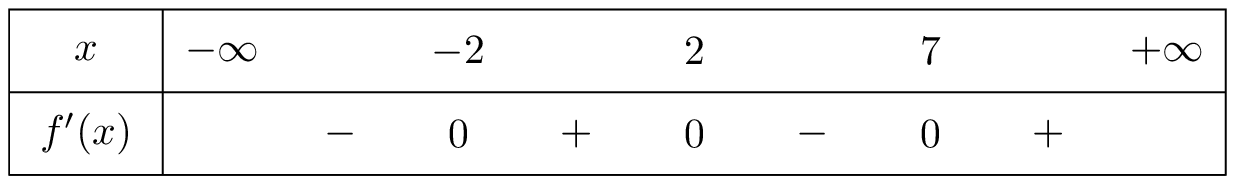 x −∞ −2 2 7 +∞
f′(x) − 0 + 0 − 0 +